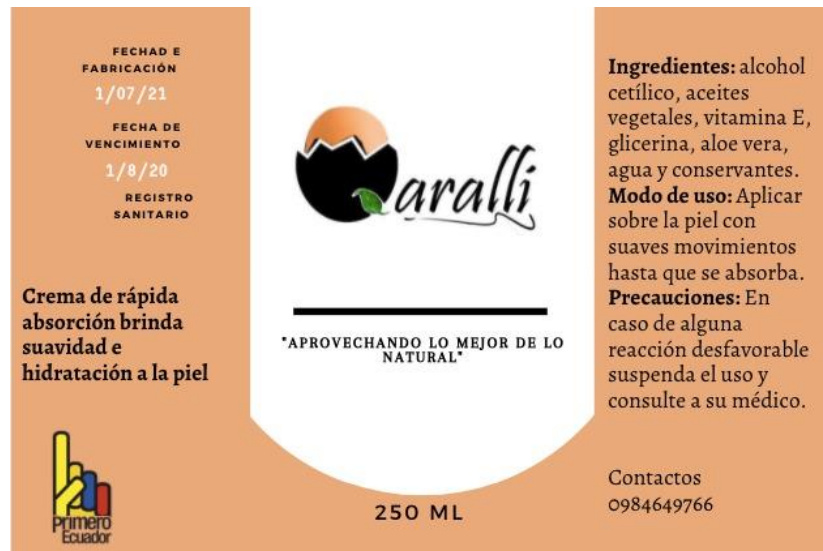 FECHAD E
FABRICACIÓN
1/07/21
FECHA DE
VENCIMIENTO
1/8/20
REGISTRO
SANITARIO
Crema de rápida
absorción brinda
suavidad e
hidratación a la piel
Primero
Ecuador
Qaralli
"APROVECHANDO LO MEJOR DE LO
NATURAL"
250 ML
Ingredientes: alcohol
cetílico, aceites
vegetales, vitamina E,
glicerina, aloe vera,
agua y conservantes.
Modo de uso: Aplicar
sobre la piel con
suaves movimientos
hasta que se absorba.
Precauciones: En
caso de alguna
reacción desfavorable
suspenda el uso y
consulte a su médico.
Contactos
0984649766